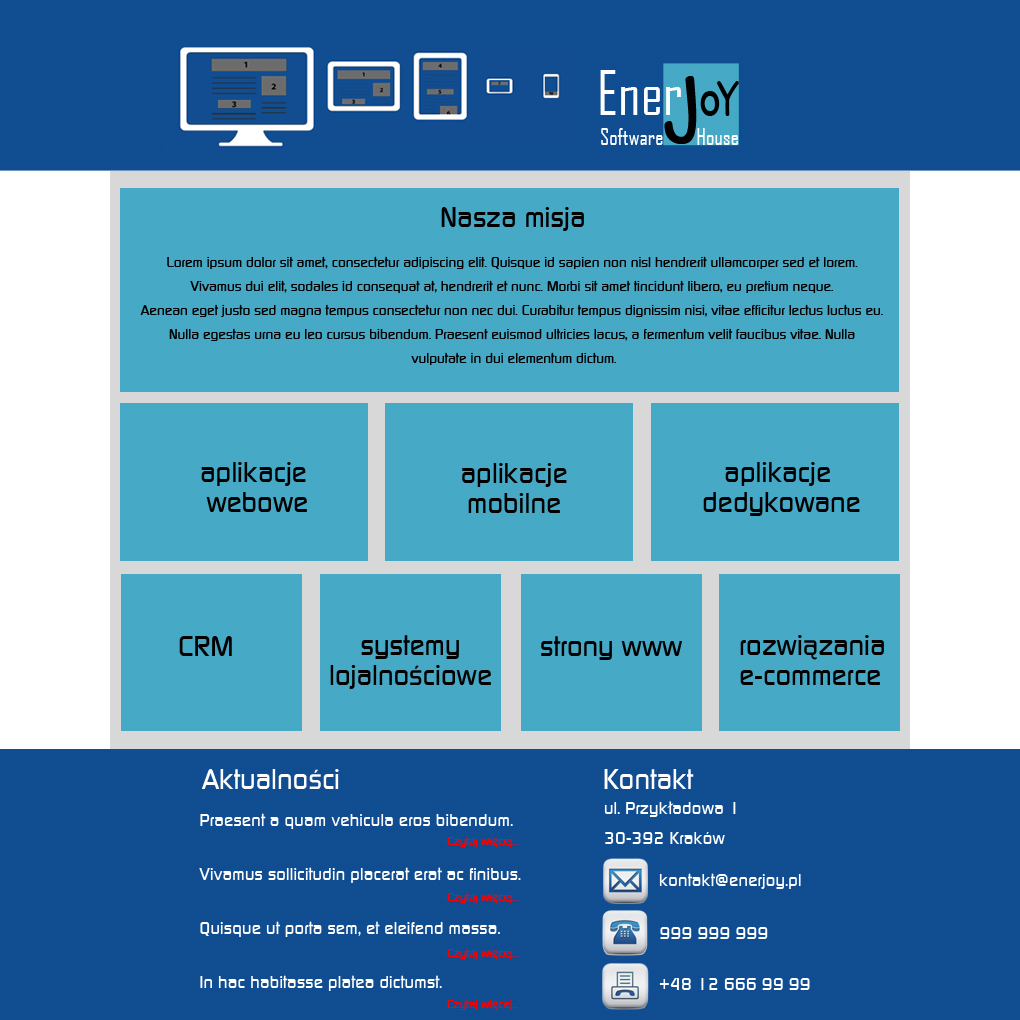 1
2
3
1
2
3
4
5
6
EnerJoy
Software House
Nasza misja
Lorem ipsum dolor sit amet, consectetur adipiscing elit. Quisque id sapien non nisl hendrerit ullamcorper sed et lorem.
Vivamus dui elit, sodales id consequat at, hendrerit et nunc. Morbi sit amet tincidunt libero, eu pretium neque.
Aenean eget justo sed magna tempus consectetur non nec dui. Curabitur tempus dignissim nisi, vitae efficitur lectus luctus eu.
Nulla egestas urna eu leo cursus bibendum. Praesent euismod ultricies lacus, a fermentum velit faucibus vitae. Nulla
vulputate in dui elementum dictum.
aplikacje
webowe
aplikacje
mobilne
aplikacje
dedykowane
CRM
systemy
lojalnościowe
strony www
rozwiązania
e-commerce
Aktualności
Praesent a quam vehicula eros bibendum.
Czytaj więcej...
Vivamus sollicitudin placerat erat ac finibus.
Czytaj więcej...
Quisque ut porta sem, et eleifend massa.
Czytaj więcej...
In hac habitasse platea dictumst.
Czytaj więcej...
Kontakt
ul. Przykładowa 1
30-392 Kraków
kontakt@enerjoy.pl
999 999 999
+48 12 666 99 99